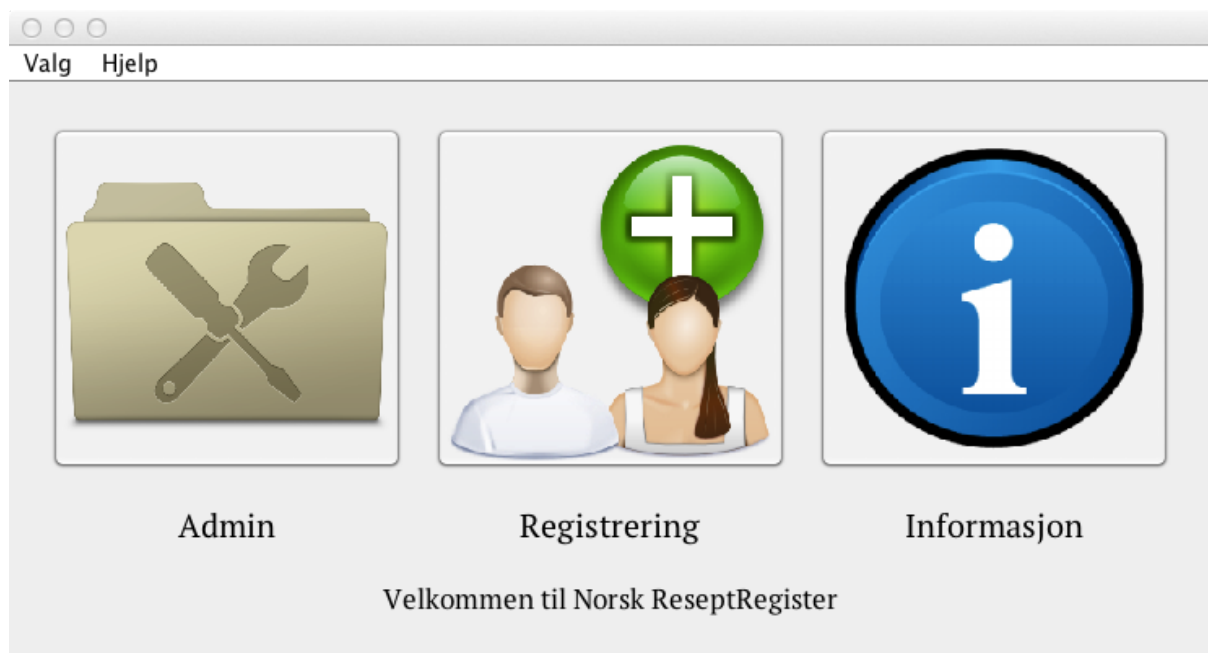 Valg Hjelp
Admin Registrering Informasjon
Velkommen til Norsk ReseptRegister